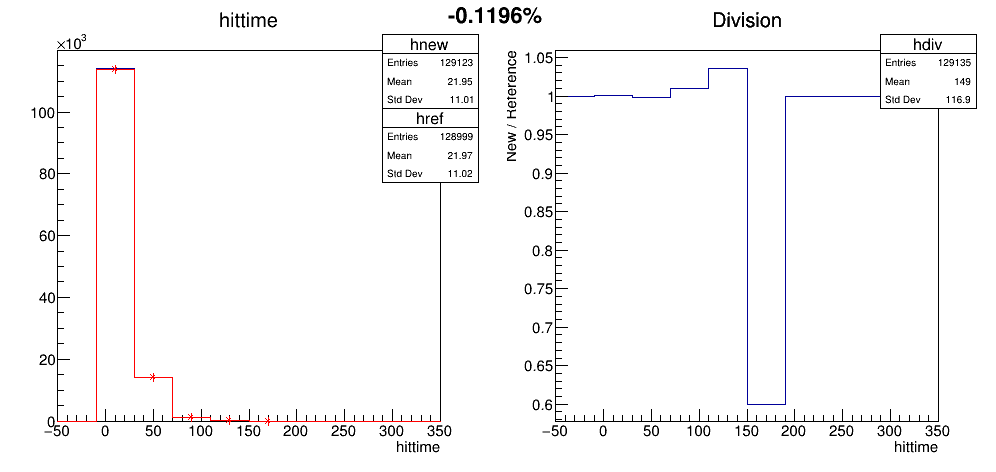 -0.1196%
hittime
×10³
hnew
Entries 129123
Mean 21.95
Std Dev 11.01
href
Entries 128999
Mean 21.97
Std Dev 11.02
100
80
60
40
20
0
−50 0 50 100 150 200 250 300 350
hittime
Division
hdiv
Entries 129135
Mean 149
Std Dev 116.9
New / Reference
1.05
1
0.95
0.9
0.85
0.8
0.75
0.7
0.65
0.6
−50 0 50 100 150 200 250 300 350
hittime